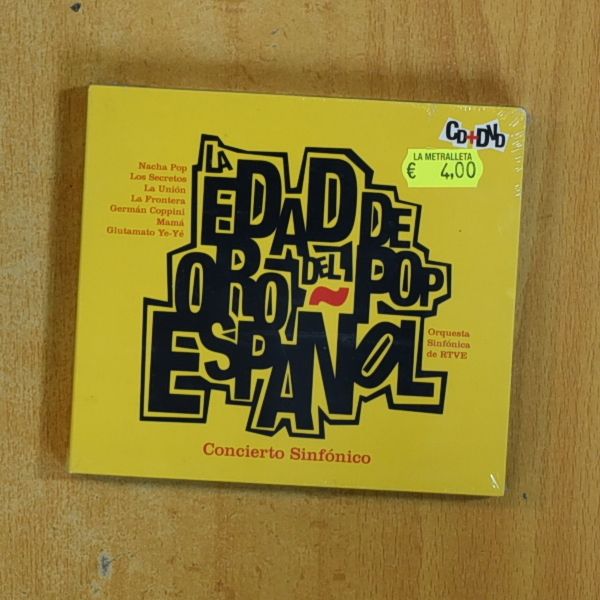 CD+DVD
LA METRALLETA
€ 4,00
Nacha Pop
Los Secretos
La Unión
La Frontera
Germán Coppini
Mamá
Glutamato Ye-Yé
LA
EDAD DE
ORO DEL POP
ESPAÑOL
Orquesta
Sinfónica
de RTVE
Concierto Sinfónico